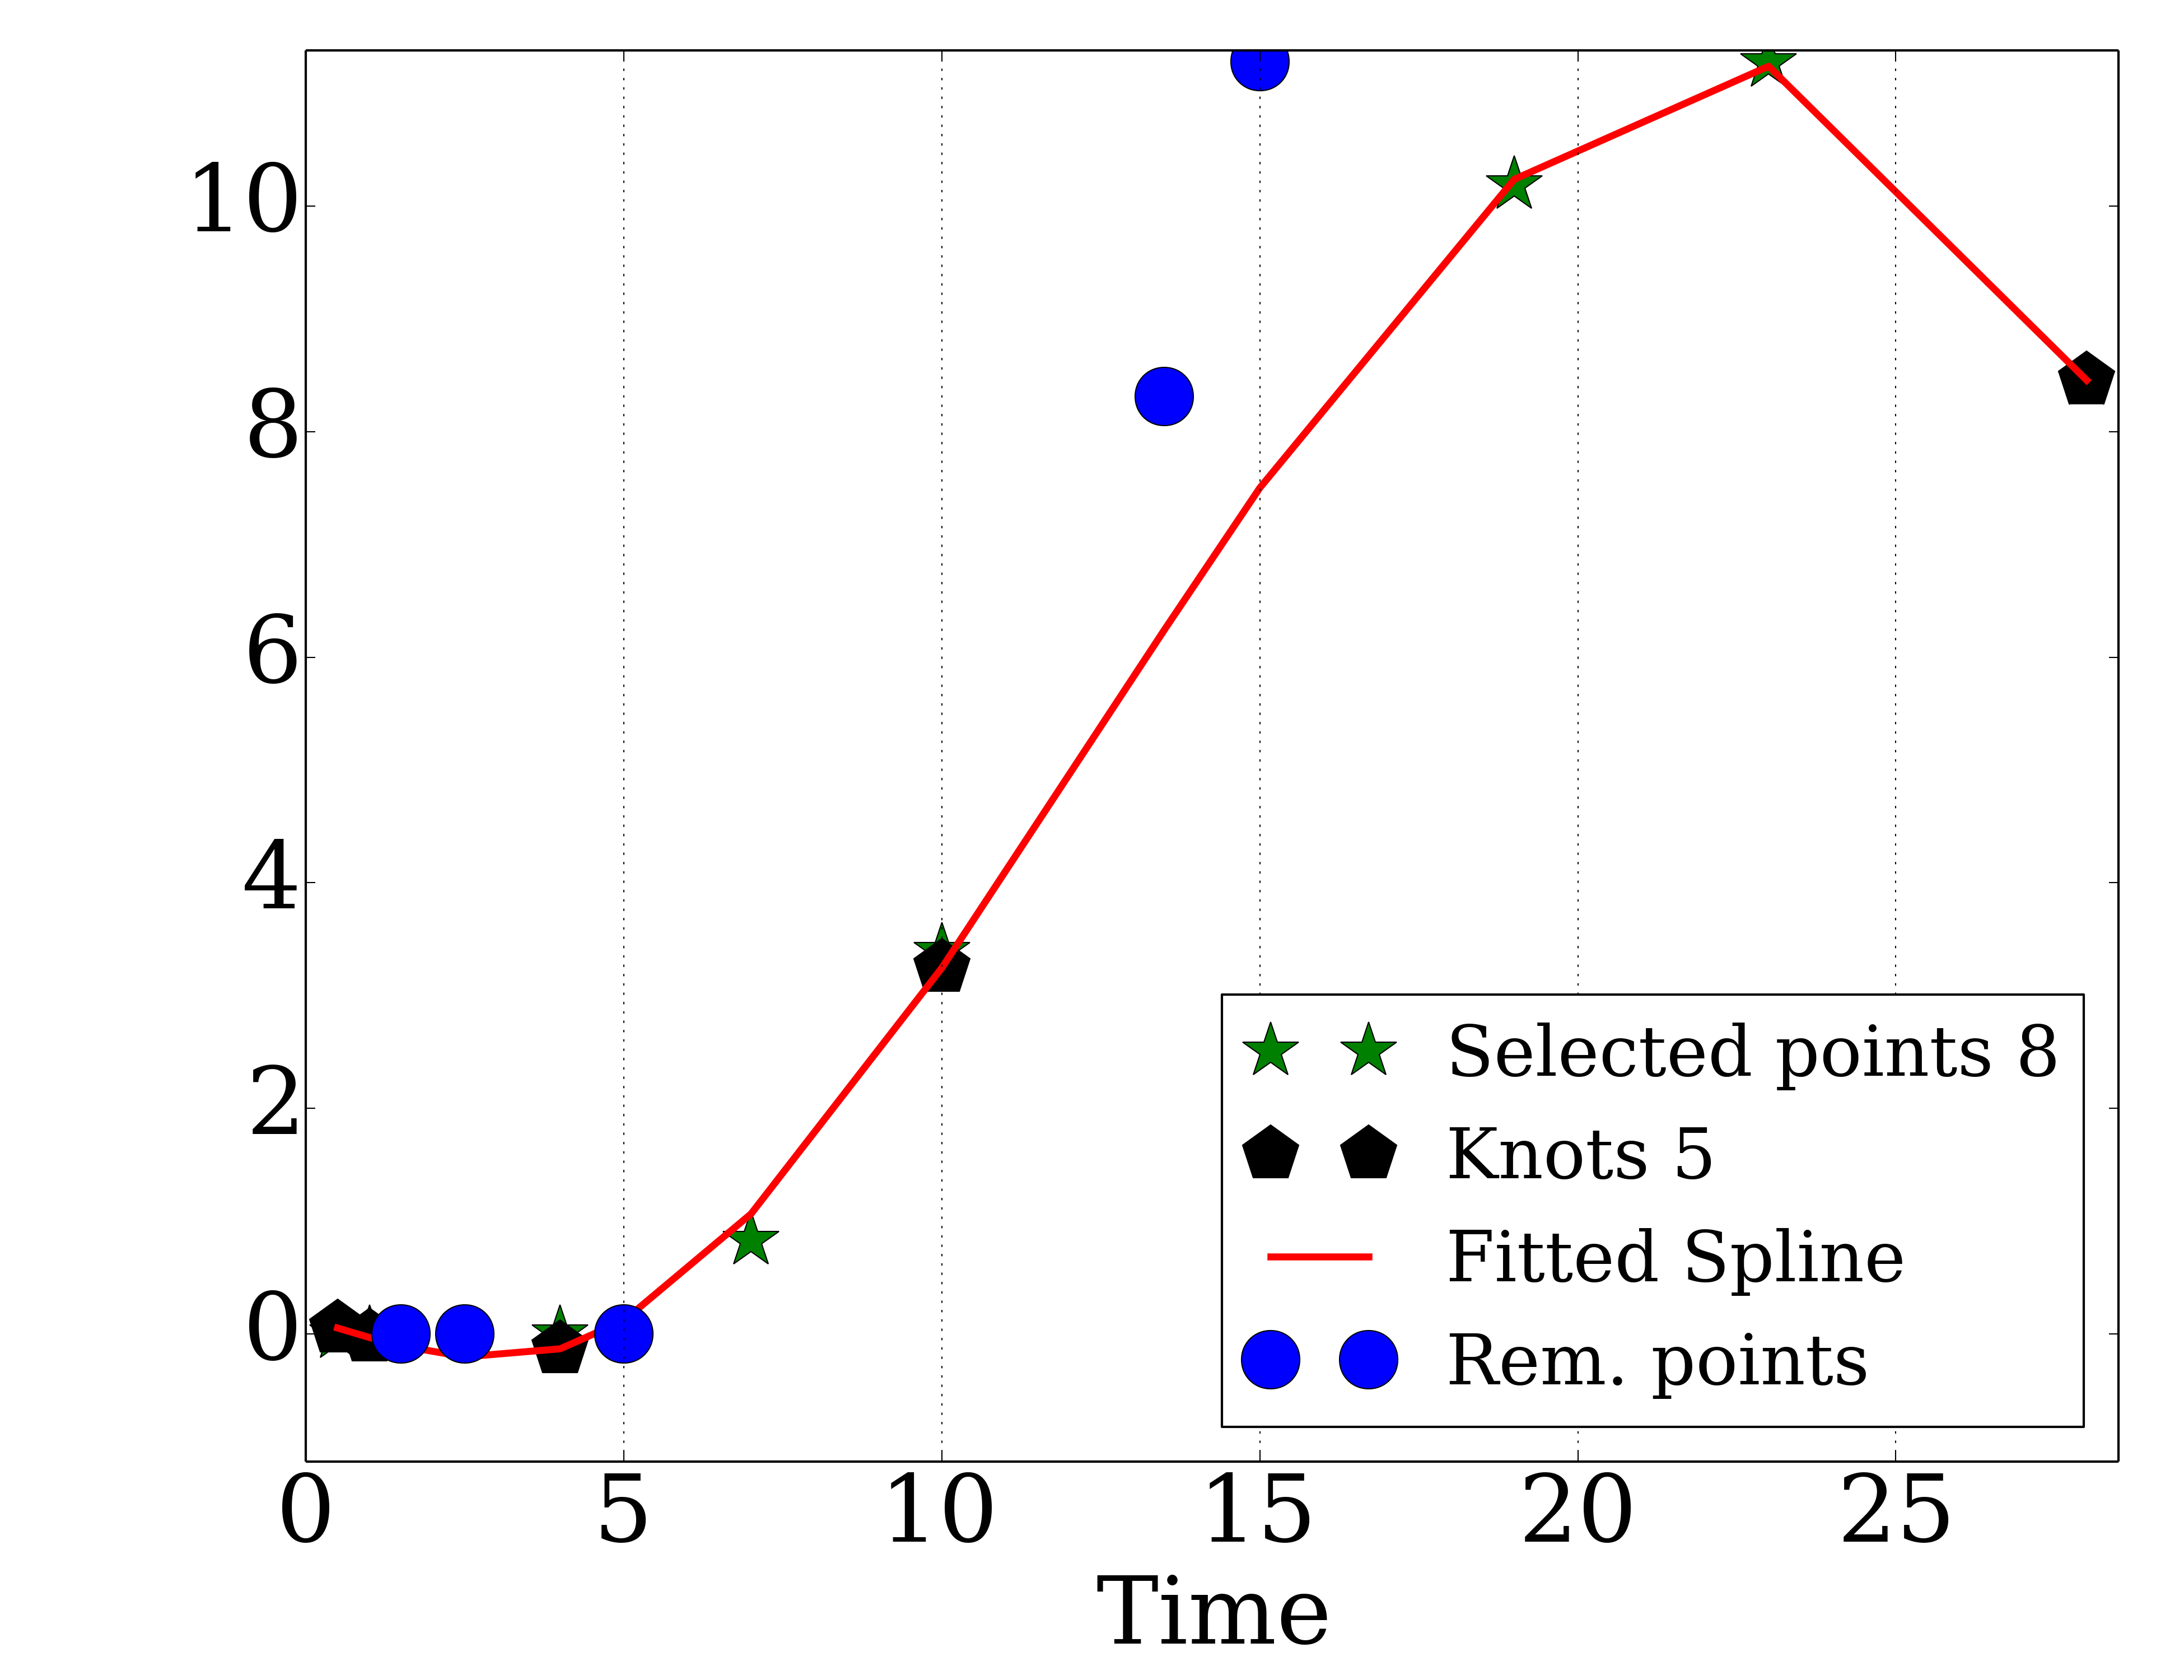 10
8
6
4
2
0
Selected points 8
Knots 5
Fitted Spline
Rem. points
0 5 10 15 20 25
Time